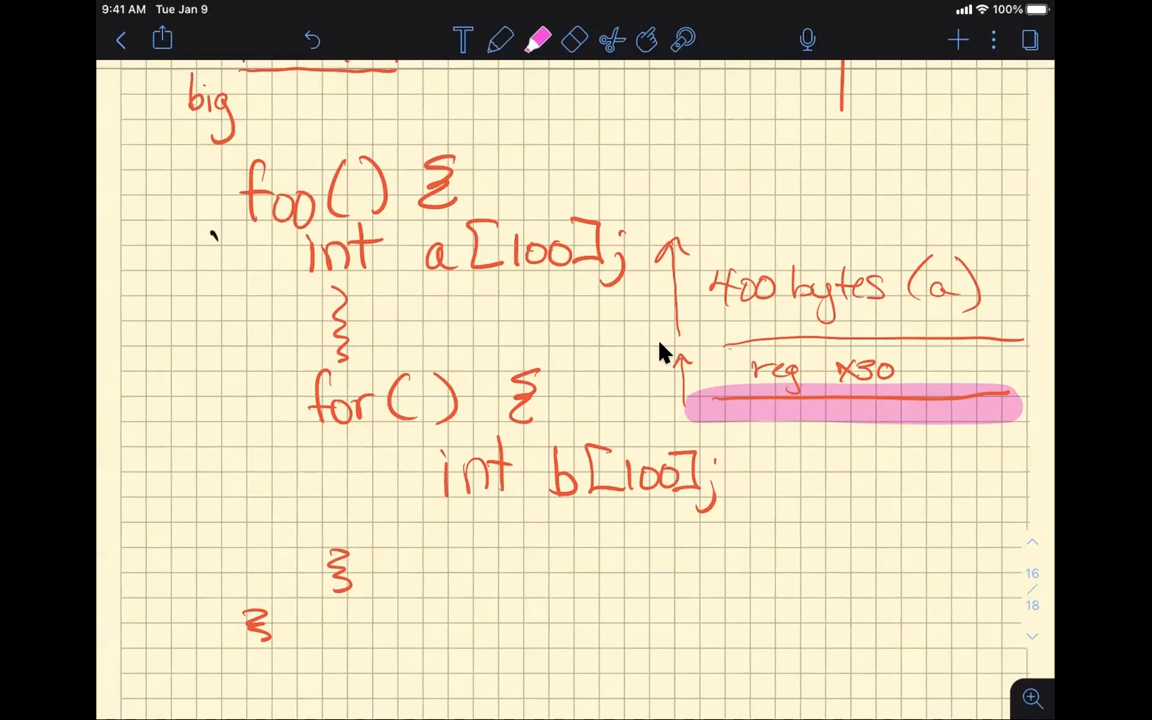 9:41 AM Tue Jan 9
100%
T
big
foo() {
int a[100];
400 bytes (a)
}
reg x30
for() {
int b[100];
}
}
16
/
18